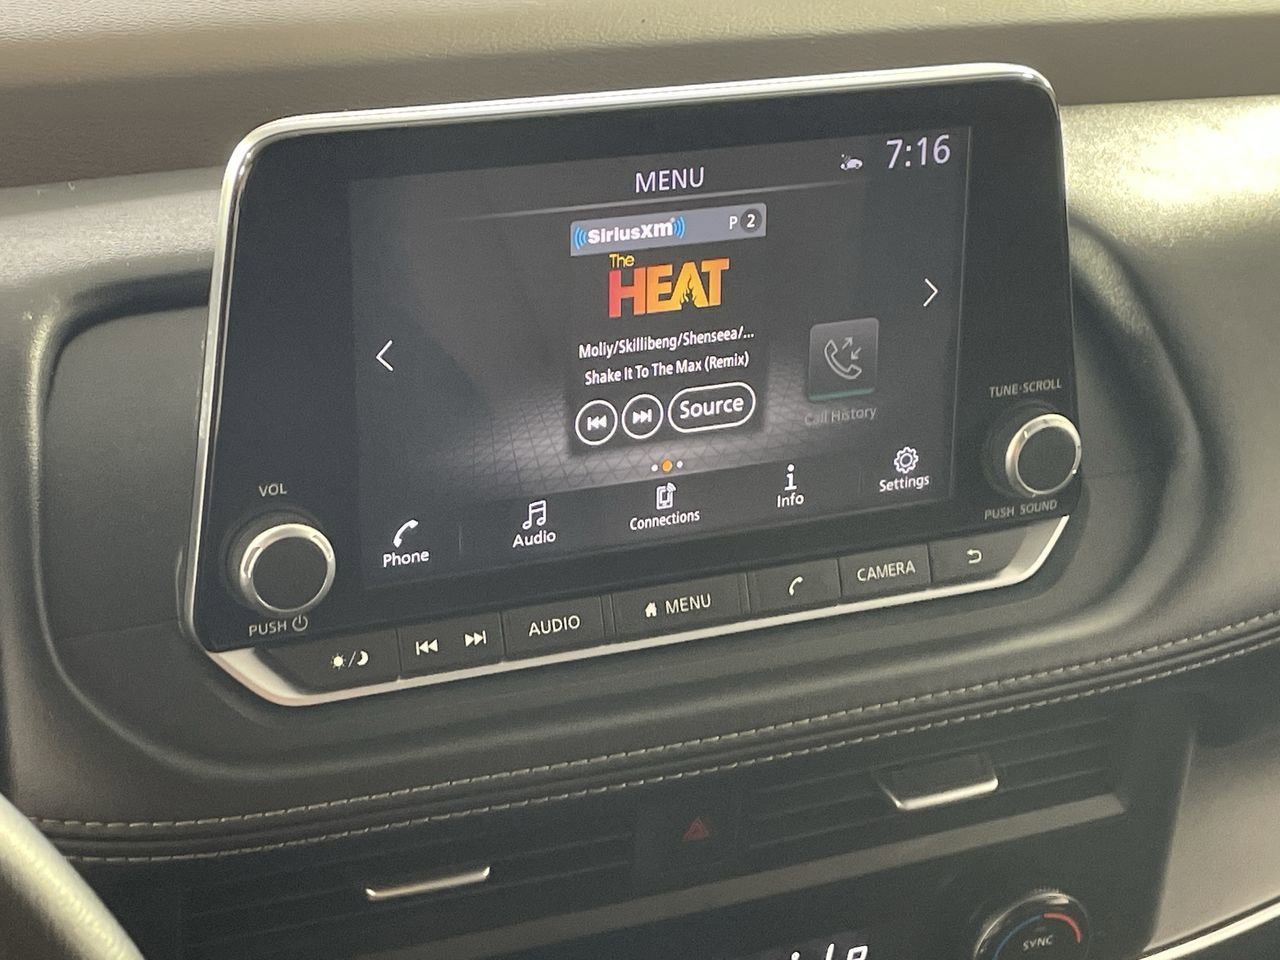 MENU
7:16
SiriusXM
P 2
The
HEAT
Moliy/Skillibeng/Shenseea/...
Shake It To The Max (Remix)
Source
Call History
Phone
Audio
Connections
Info
Settings
VOL
PUSH
TUNE·SCROLL
PUSH SOUND
AUDIO
MENU
CAMERA
SYNC